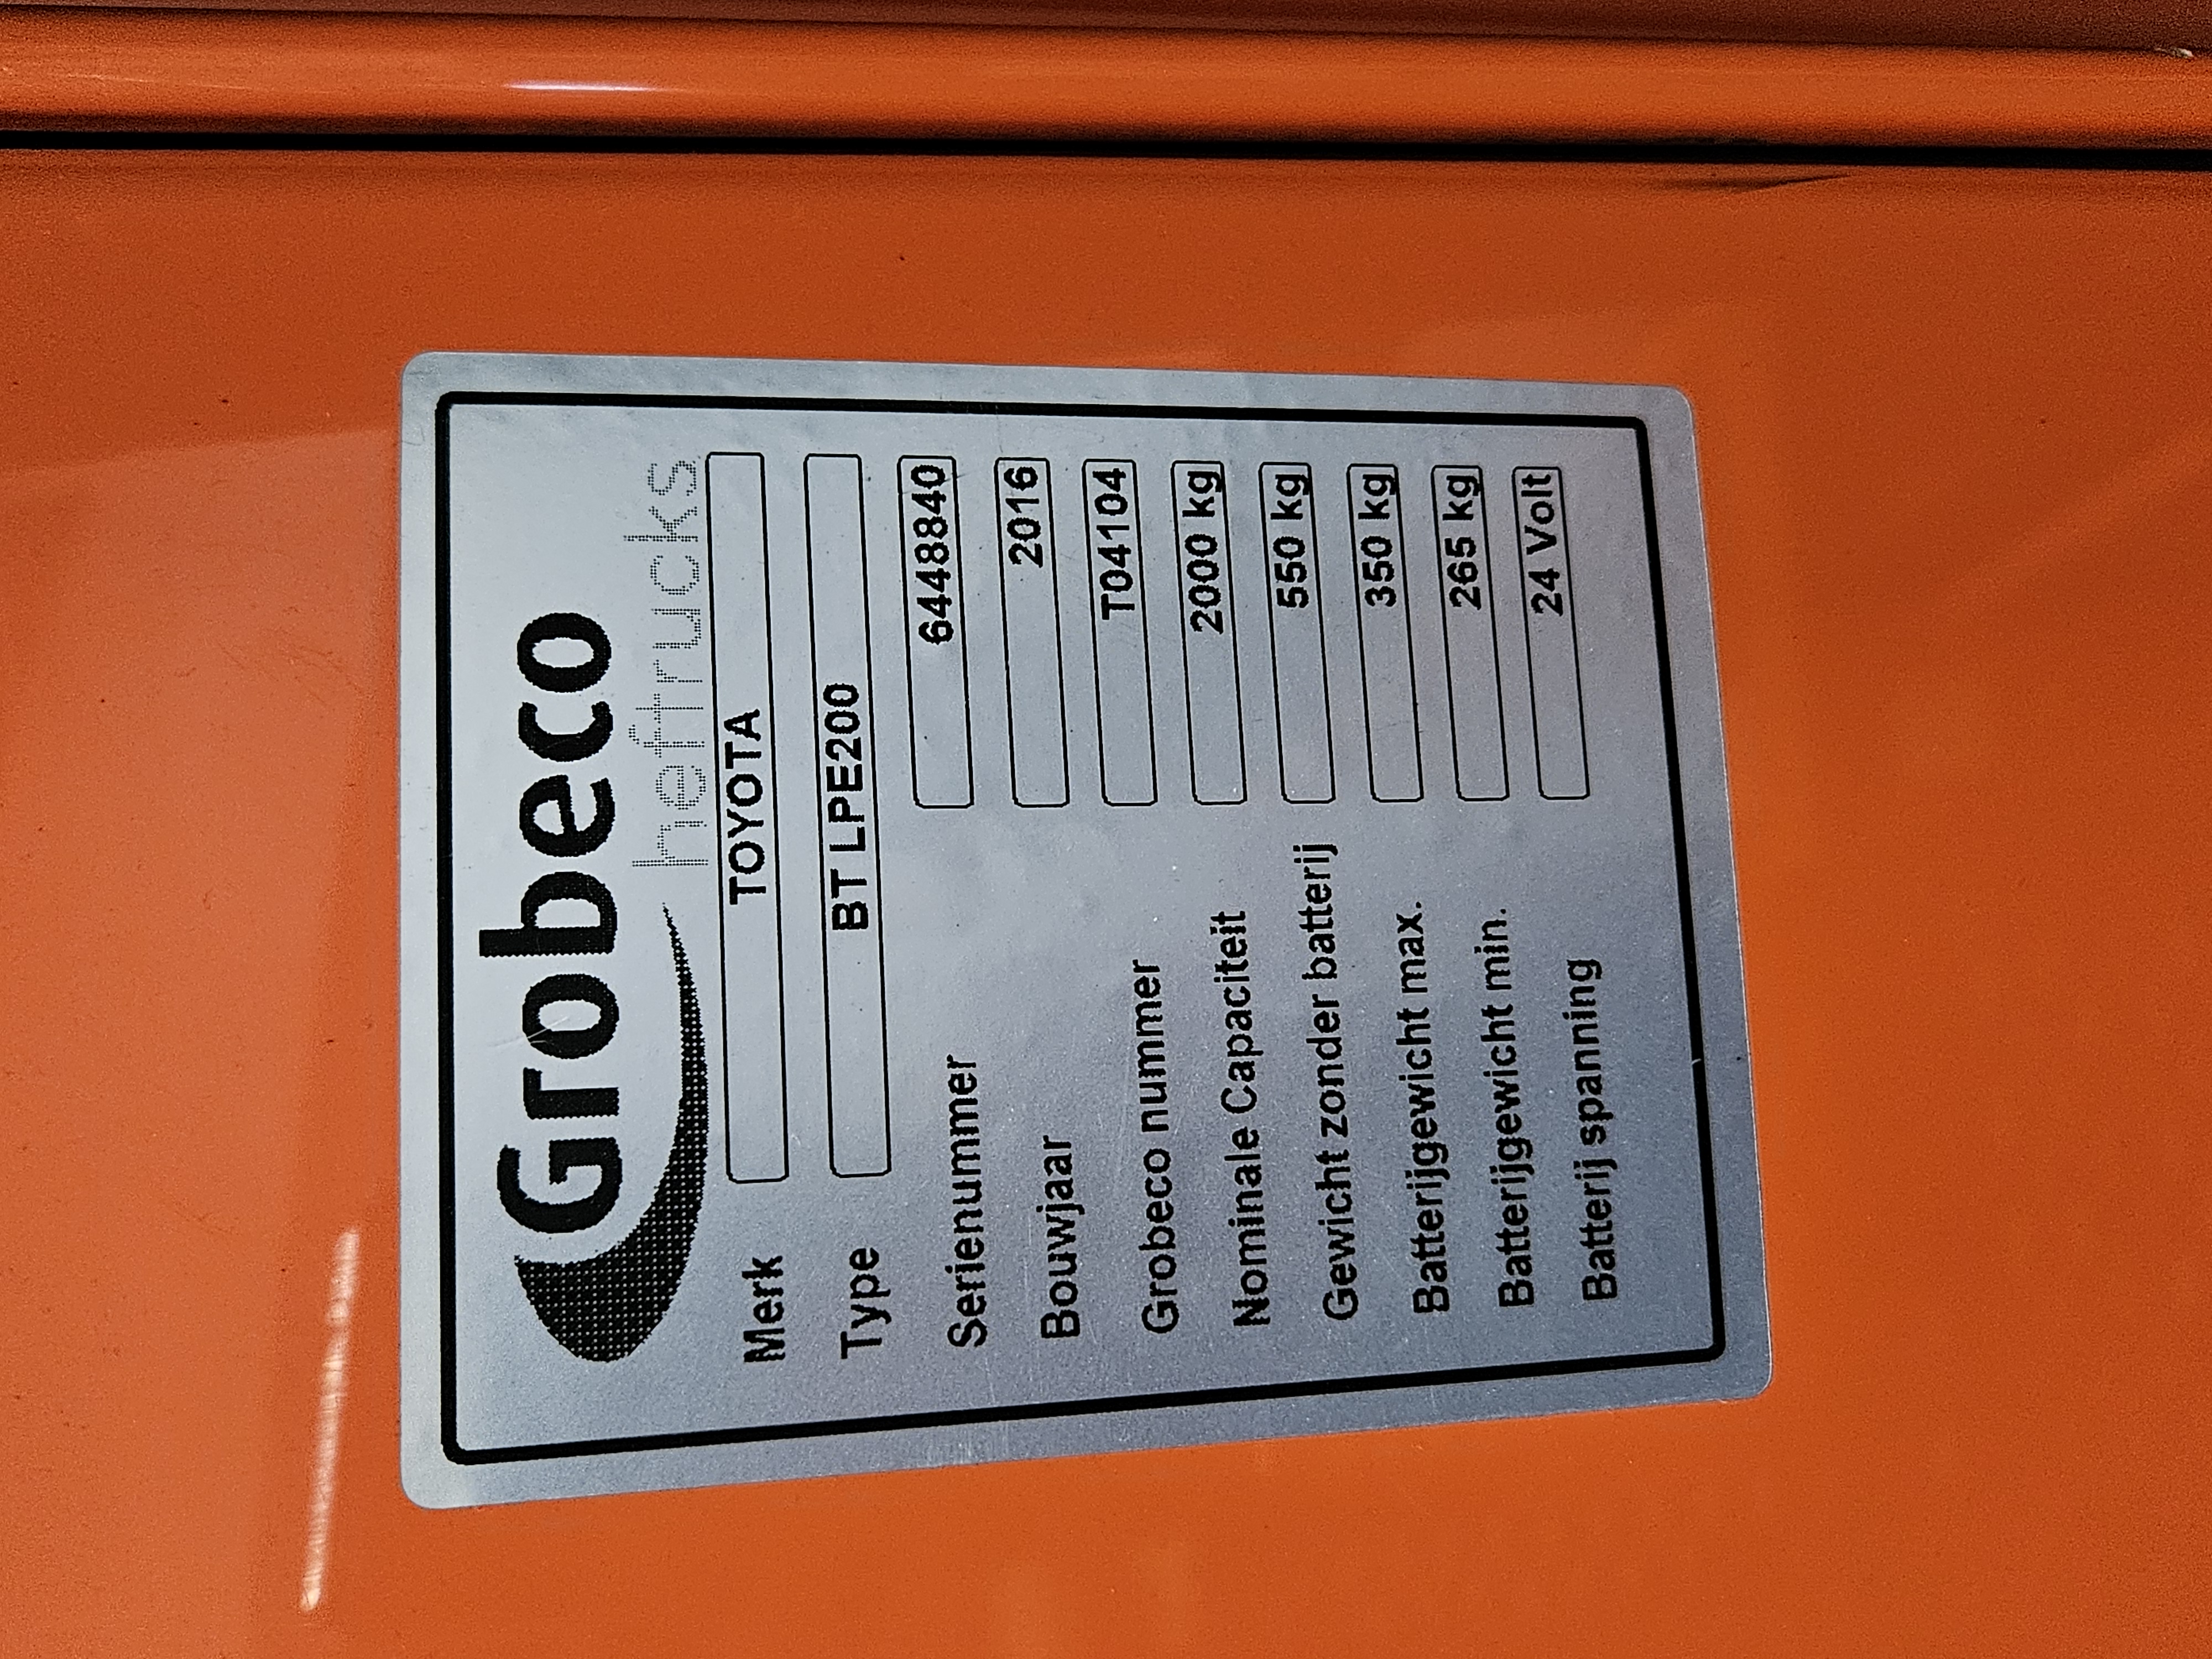 Grobeco
heftrucks
Merk TOYOTA
Type BT LPE200
Serienummer 6448840
Bouwjaar 2016
Grobeco nummer T04104
Nominale Capaciteit 2000 kg
Gewicht zonder batterij 550 kg
Batterijgewicht max. 350 kg
Batterijgewicht min. 265 kg
Batterij spanning 24 Volt